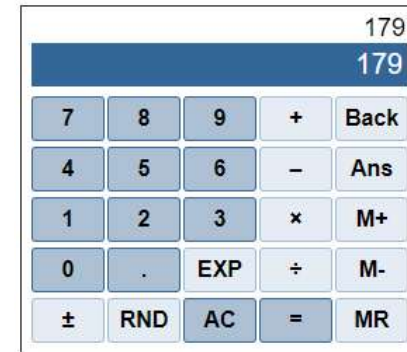 179
179
7 8 9 + Back
4 5 6 – Ans
1 2 3 × M+
0 . EXP ÷ M-
± RND AC = MR